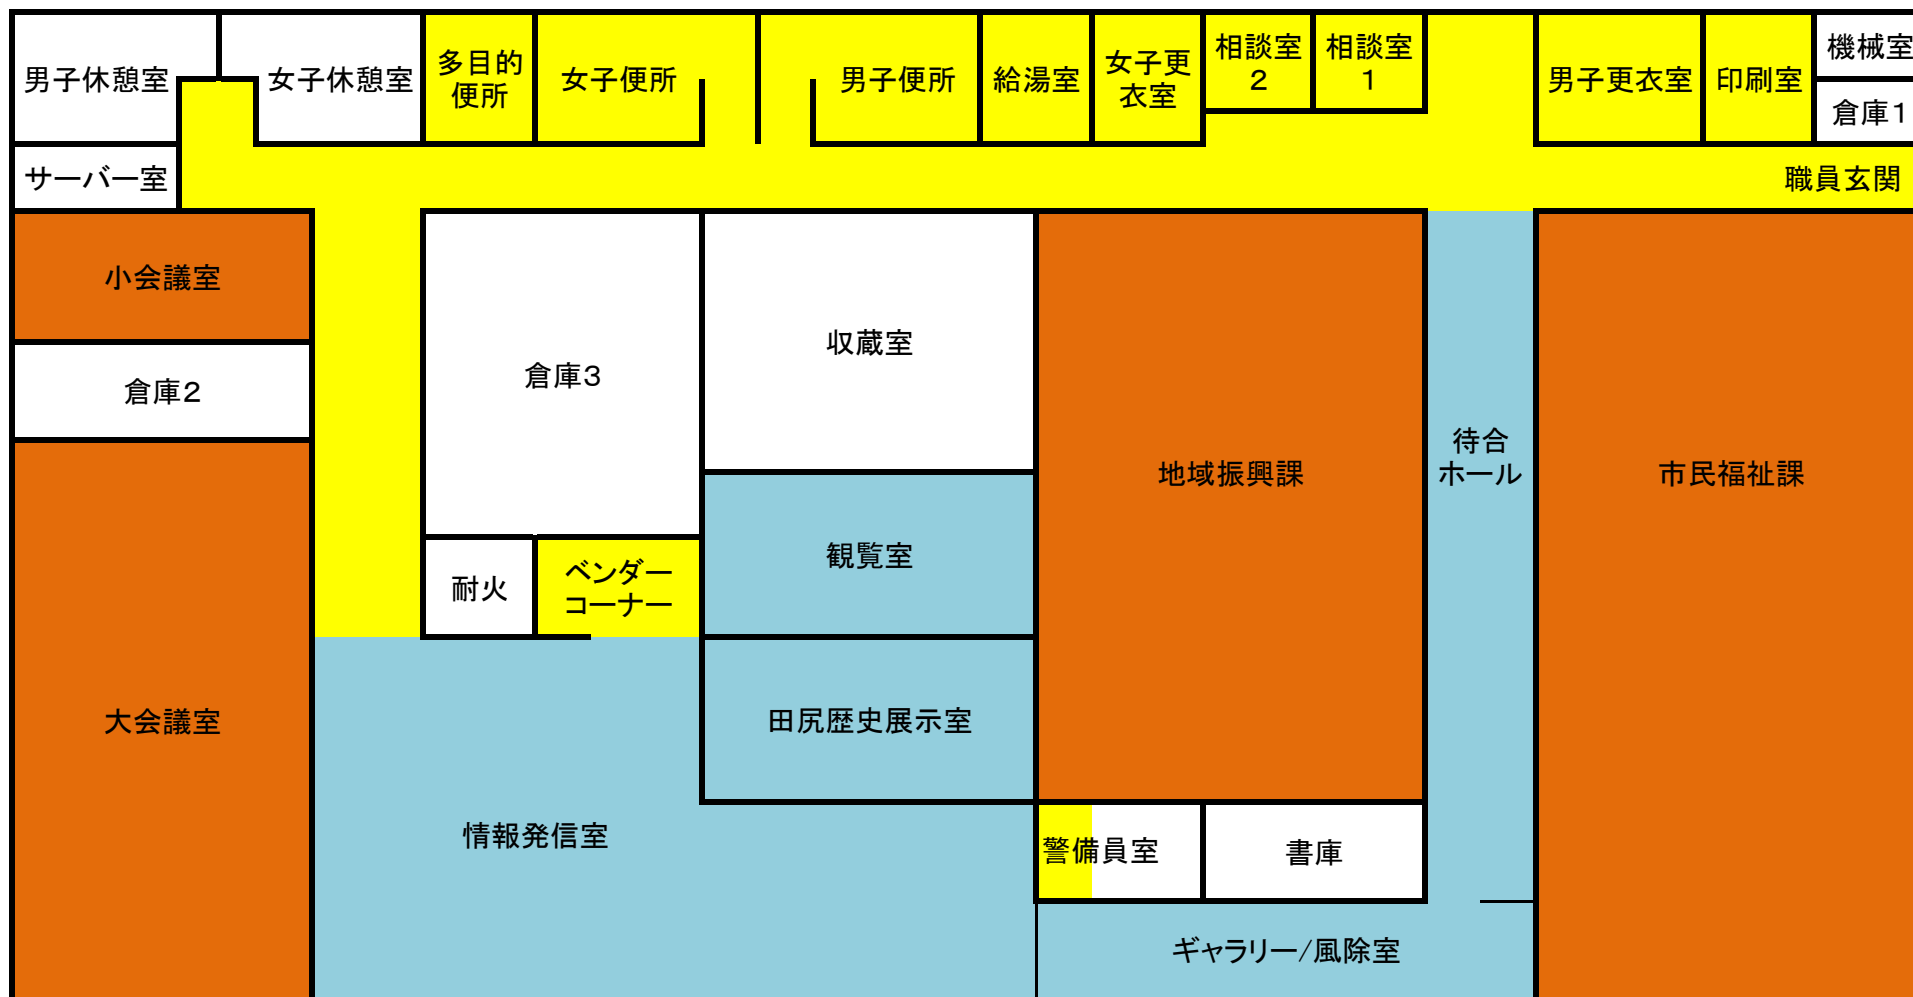 男子休憩室
女子休憩室
多目的
便所
女子便所
男子便所
給湯室
女子更
衣室
相談室
2
相談室
1
男子更衣室
印刷室
機械室
倉庫1
サーバー室
職員玄関
小会議室
倉庫2
倉庫3
収蔵室
地域振興課
待合
ホール
市民福祉課
観覧室
耐火
ベンダー
コーナー
大会議室
田尻歴史展示室
情報発信室
警備員室
書庫
ギャラリー/風除室